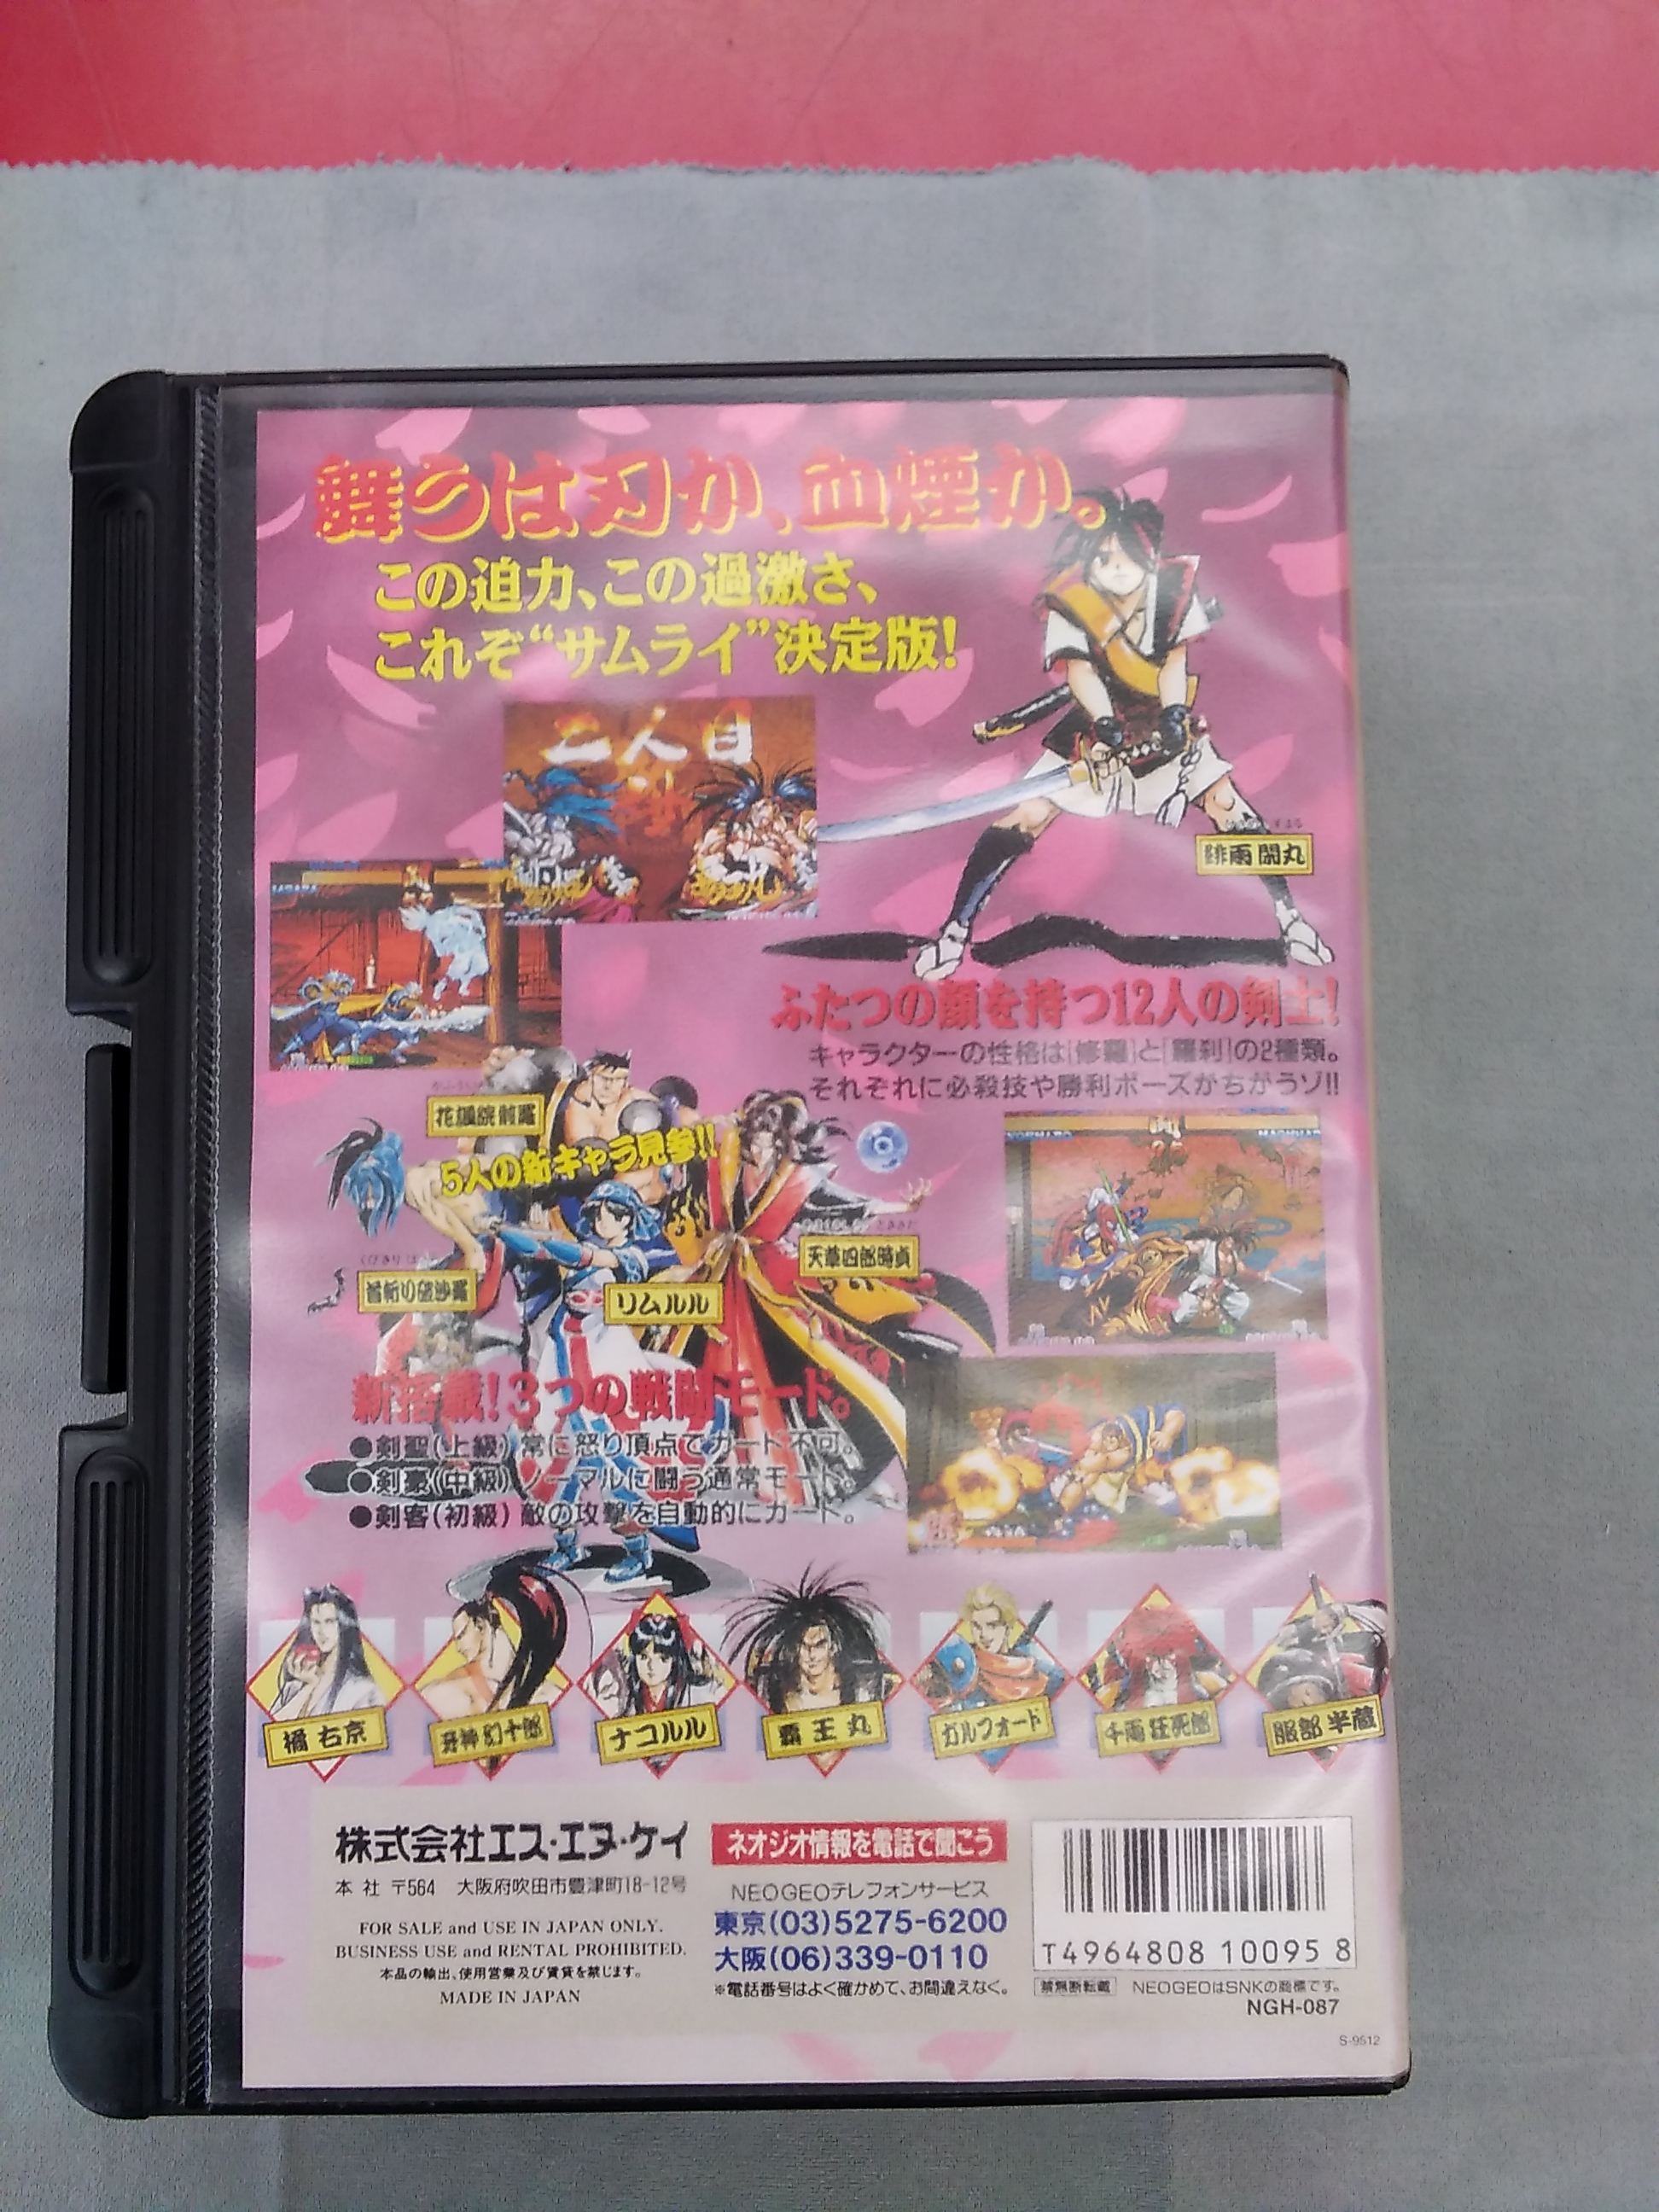 舞うは刃か、血煙か。
この迫力、この過激さ、
これぞ“サムライ”決定版!
二人目
緋雨閑丸
ふたつの顔を持つ12人の剣士!
キャラクターの性格は[修羅]と[羅刹]の2種類。
それぞれに必殺技や勝利ポーズがちがうゾ!!
花諷院骸羅
5人の新キャラ見参!!
天草四郎時貞
首斬り破沙羅
リムルル
新搭載!3つの戦闘モード。
●剣聖(上級) 常に怒り頂点でガード不可。
●剣豪(中級) ノーマルに闘う通常モード。
●剣客(初級) 敵の攻撃を自動的にガード。
橘右京
牙神幻十郎
ナコルル
覇王丸
ガルフォード
千両狂死郎
服部半蔵
株式会社エス・エヌ・ケイ
本社 〒564 大阪府吹田市豊津町18-12号
FOR SALE and USE IN JAPAN ONLY.
BUSINESS USE and RENTAL PROHIBITED.
本品の輸出、使用営業及び賃貸を禁じます。
MADE IN JAPAN
ネオジオ情報を電話で聞こう
NEOGEOテレフォンサービス
東京(03)5275-6200
大阪(06)339-0110
※電話番号はよく確かめて、お間違えなく。
T4964808 10095 8
禁無断転載 NEOGEOはSNKの商標です。
NGH-087
S-9512